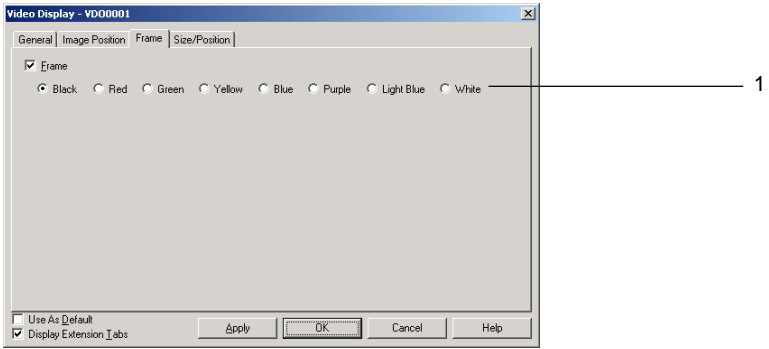 Video Display - VDO0001
General Image Position Frame Size/Position
Frame
Black Red Green Yellow Blue Purple Light Blue White 1
Use As Default
Display Extension Tabs
Apply OK Cancel Help